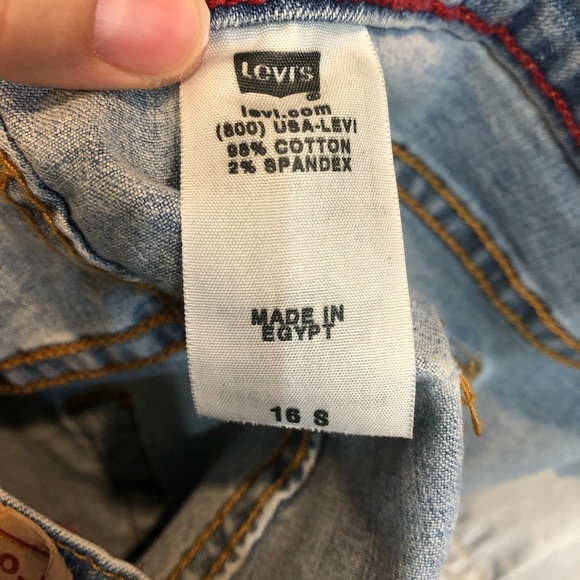 Levi's
®
levi.com
(800) USA-LEVI
98% COTTON
2% SPANDEX
MADE IN
EGYPT
16 S